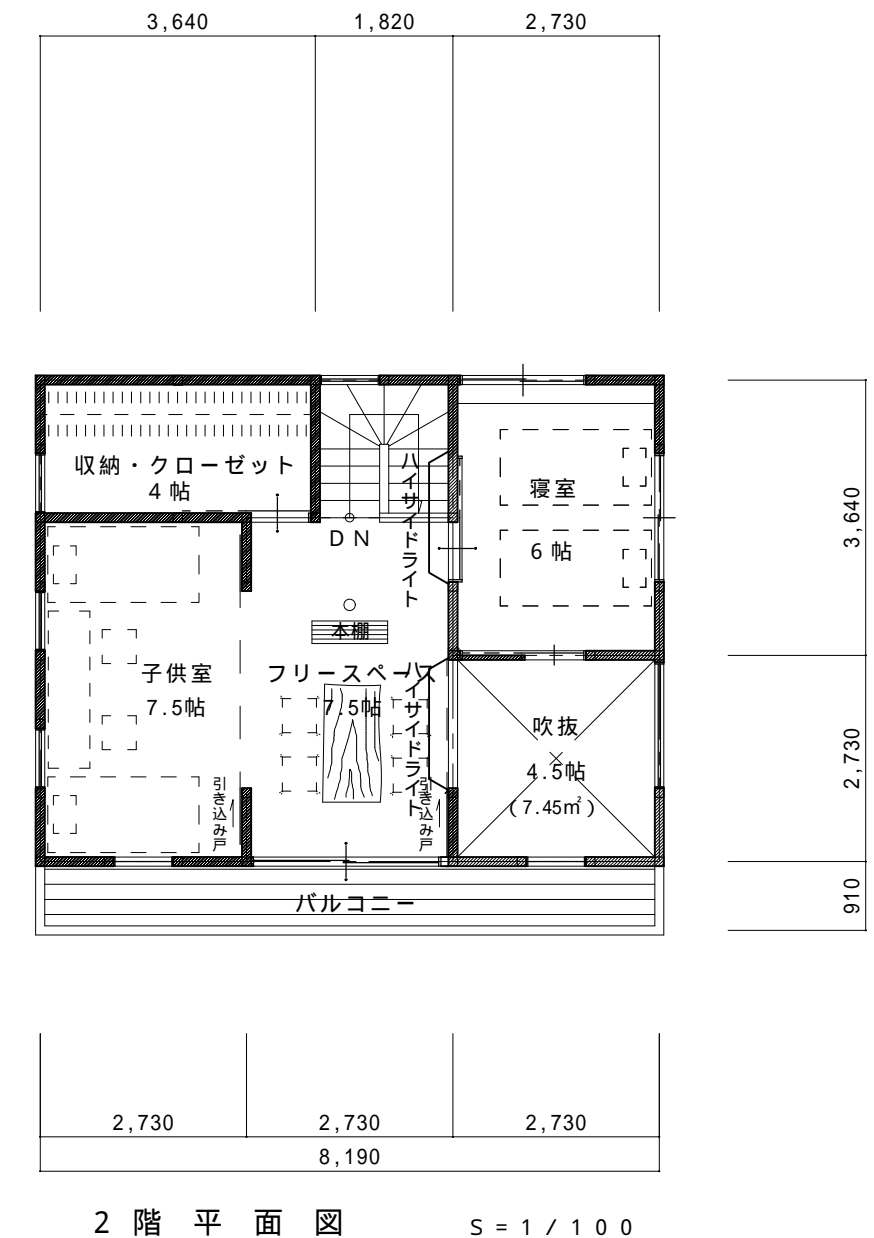 3,640
1,820
2,730
収納・クローゼット
4帖
DN
ハイサイドライト
寝室
6帖
3,640
本棚
子供室
7.5帖
フリースペース
7.5帖
ハイサイドライト
吹抜
4.5帖
(7.45㎡)
2,730
引き込み戸
引き込み戸
バルコニー
910
2,730
2,730
2,730
8,190
2階平面図
S=1/100